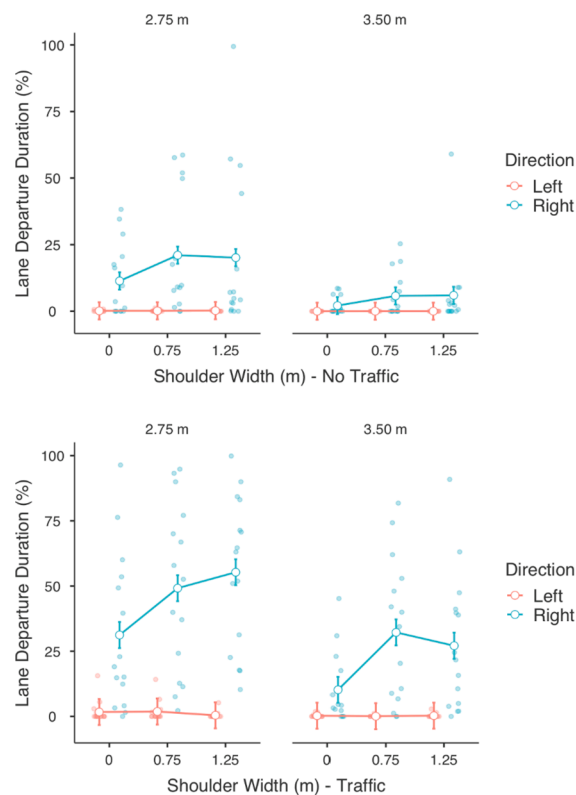 2.75 m 3.50 m
100
75
50
25
0
Lane Departure Duration (%)
0 0.75 1.25 0 0.75 1.25
Shoulder Width (m) - No Traffic
Direction
Left
Right
2.75 m 3.50 m
100
75
50
25
0
Lane Departure Duration (%)
0 0.75 1.25 0 0.75 1.25
Shoulder Width (m) - Traffic
Direction
Left
Right